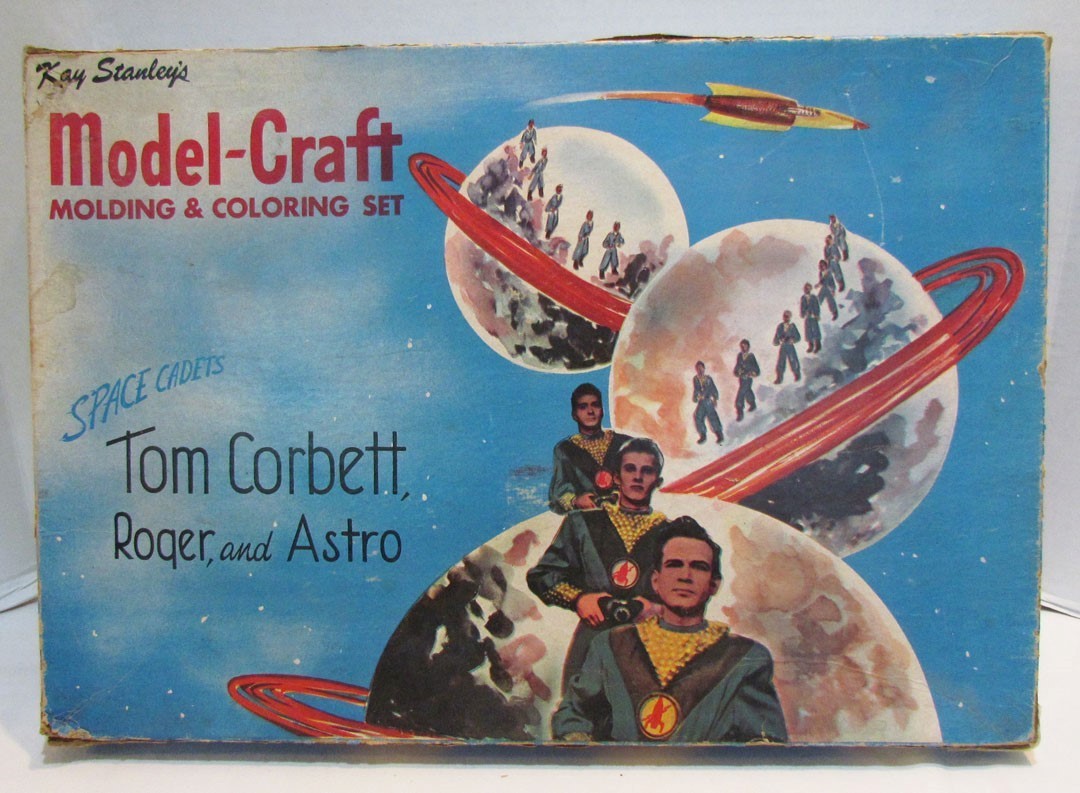 Kay Stanley's
Model-Craft
MOLDING & COLORING SET
SPACE CADETS
Tom Corbett,
Roger, and Astro